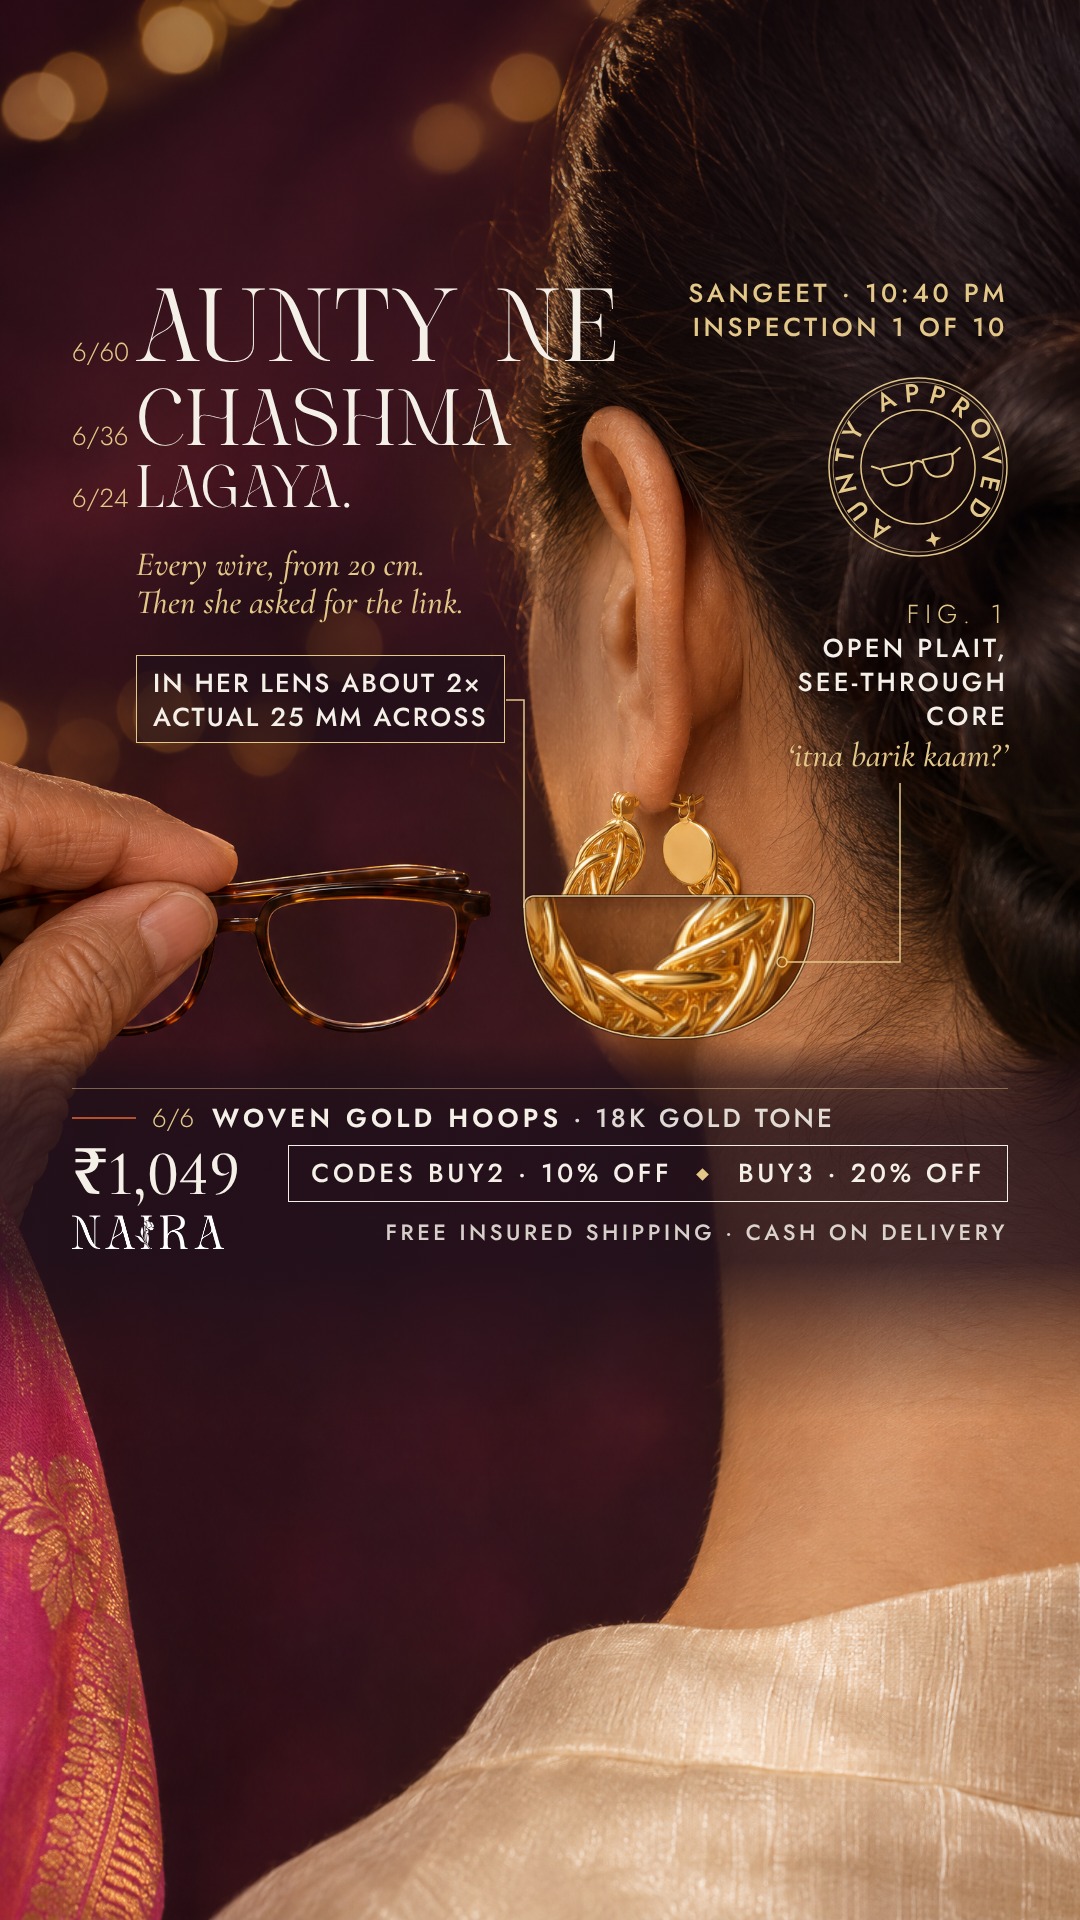 6/60 AUNTY NE
6/36 CHASHMA
6/24 LAGAYA.
Every wire, from 20 cm.
Then she asked for the link.
IN HER LENS ABOUT 2×
ACTUAL 25 MM ACROSS
SANGEET · 10:40 PM
INSPECTION 1 OF 10
AUNTY APPROVED
FIG. 1
OPEN PLAIT,
SEE-THROUGH
CORE
‘itna barik kaam?’
6/6 WOVEN GOLD HOOPS · 18K GOLD TONE
₹1,049
CODES BUY2 · 10% OFF ◆ BUY3 · 20% OFF
NAIRA
FREE INSURED SHIPPING · CASH ON DELIVERY